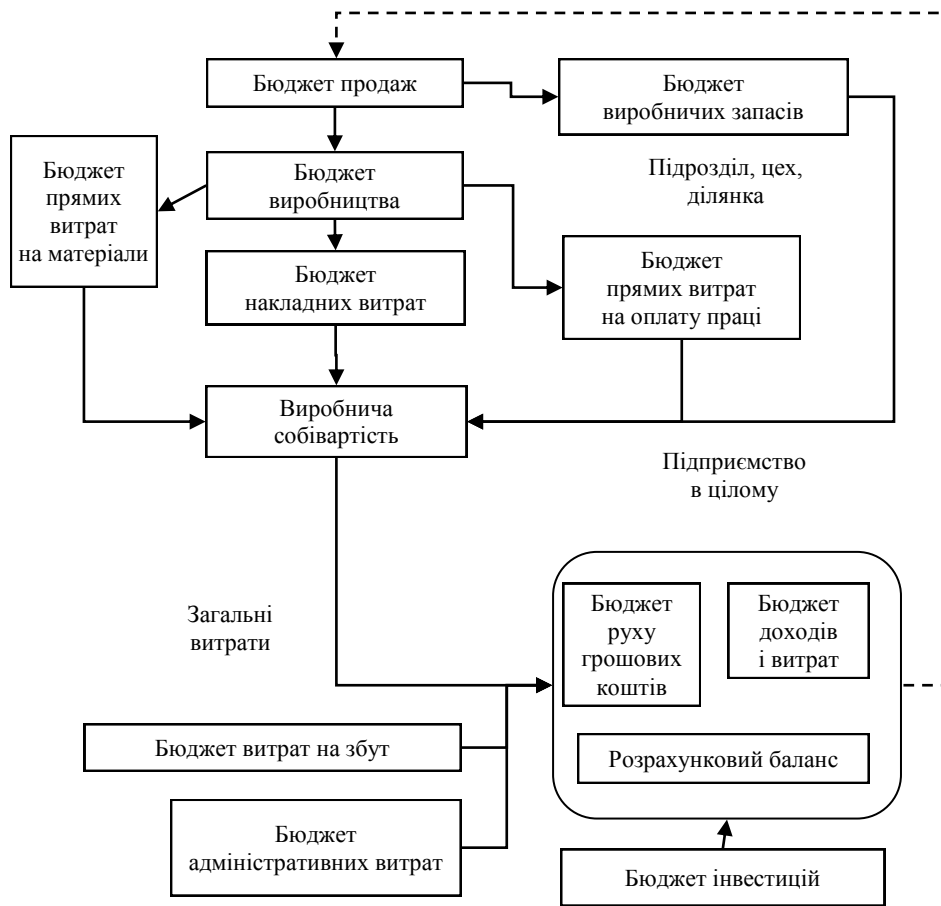 Бюджет продаж
Бюджет
виробничих запасів
Бюджет
прямих
витрат
на матеріали
Бюджет
виробництва
Підрозділ, цех,
ділянка
Бюджет
накладних витрат
Бюджет
прямих витрат
на оплату праці
Виробнича
собівартість
Підприємство
в цілому
Загальні
витрати
Бюджет
руху
грошових
коштів
Бюджет
доходів
і витрат
Бюджет витрат на збут
Розрахунковий баланс
Бюджет
адміністративних витрат
Бюджет інвестицій